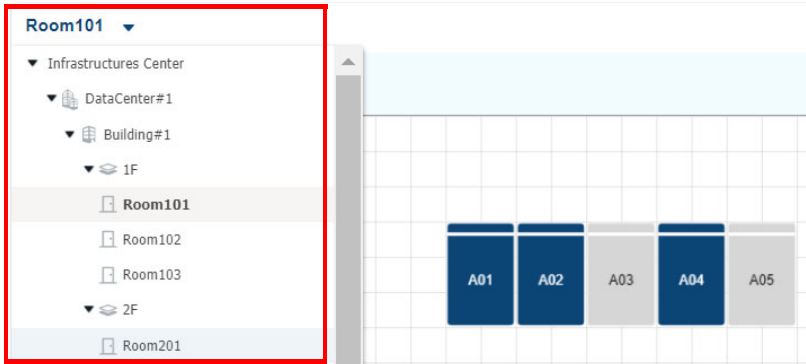 Room101
Infrastructures Center
DataCenter#1
Building#1
1F
Room101
Room102
Room103
2F
Room201
A01 A02 A03 A04 A05